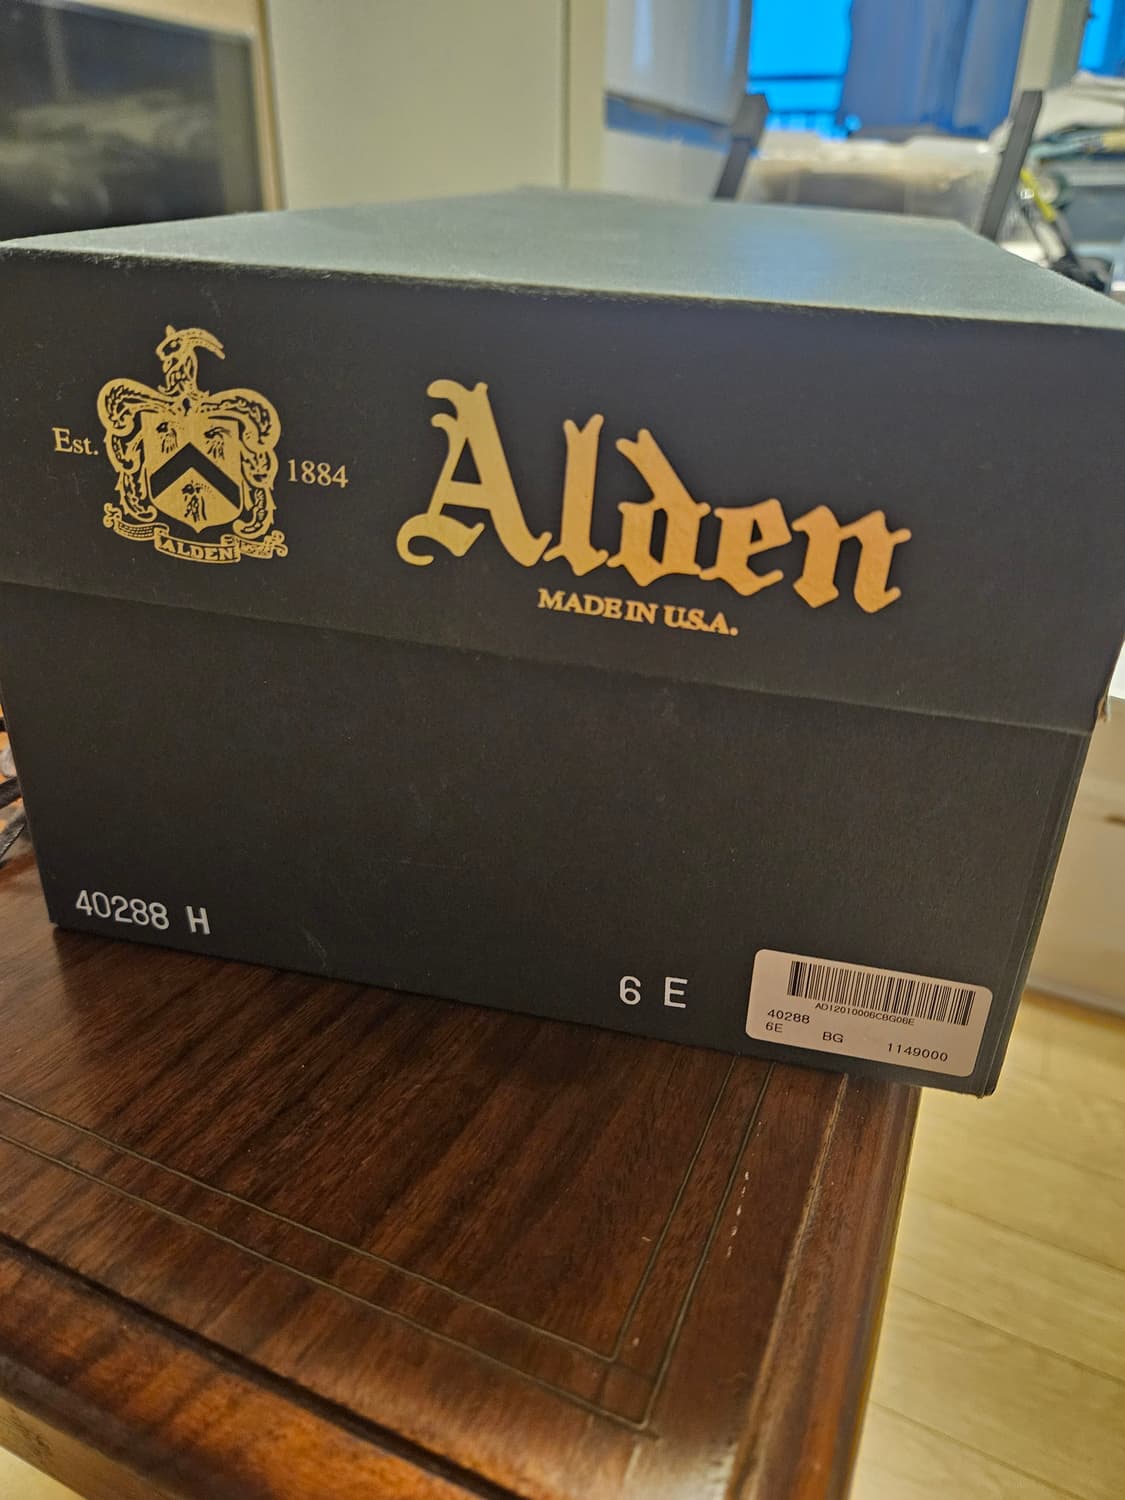 Est.
1884
ALDEN
Alden
MADE IN U.S.A.
40288 H
6 E
AD12010006CBG06E
40288
6E
BG
1149000